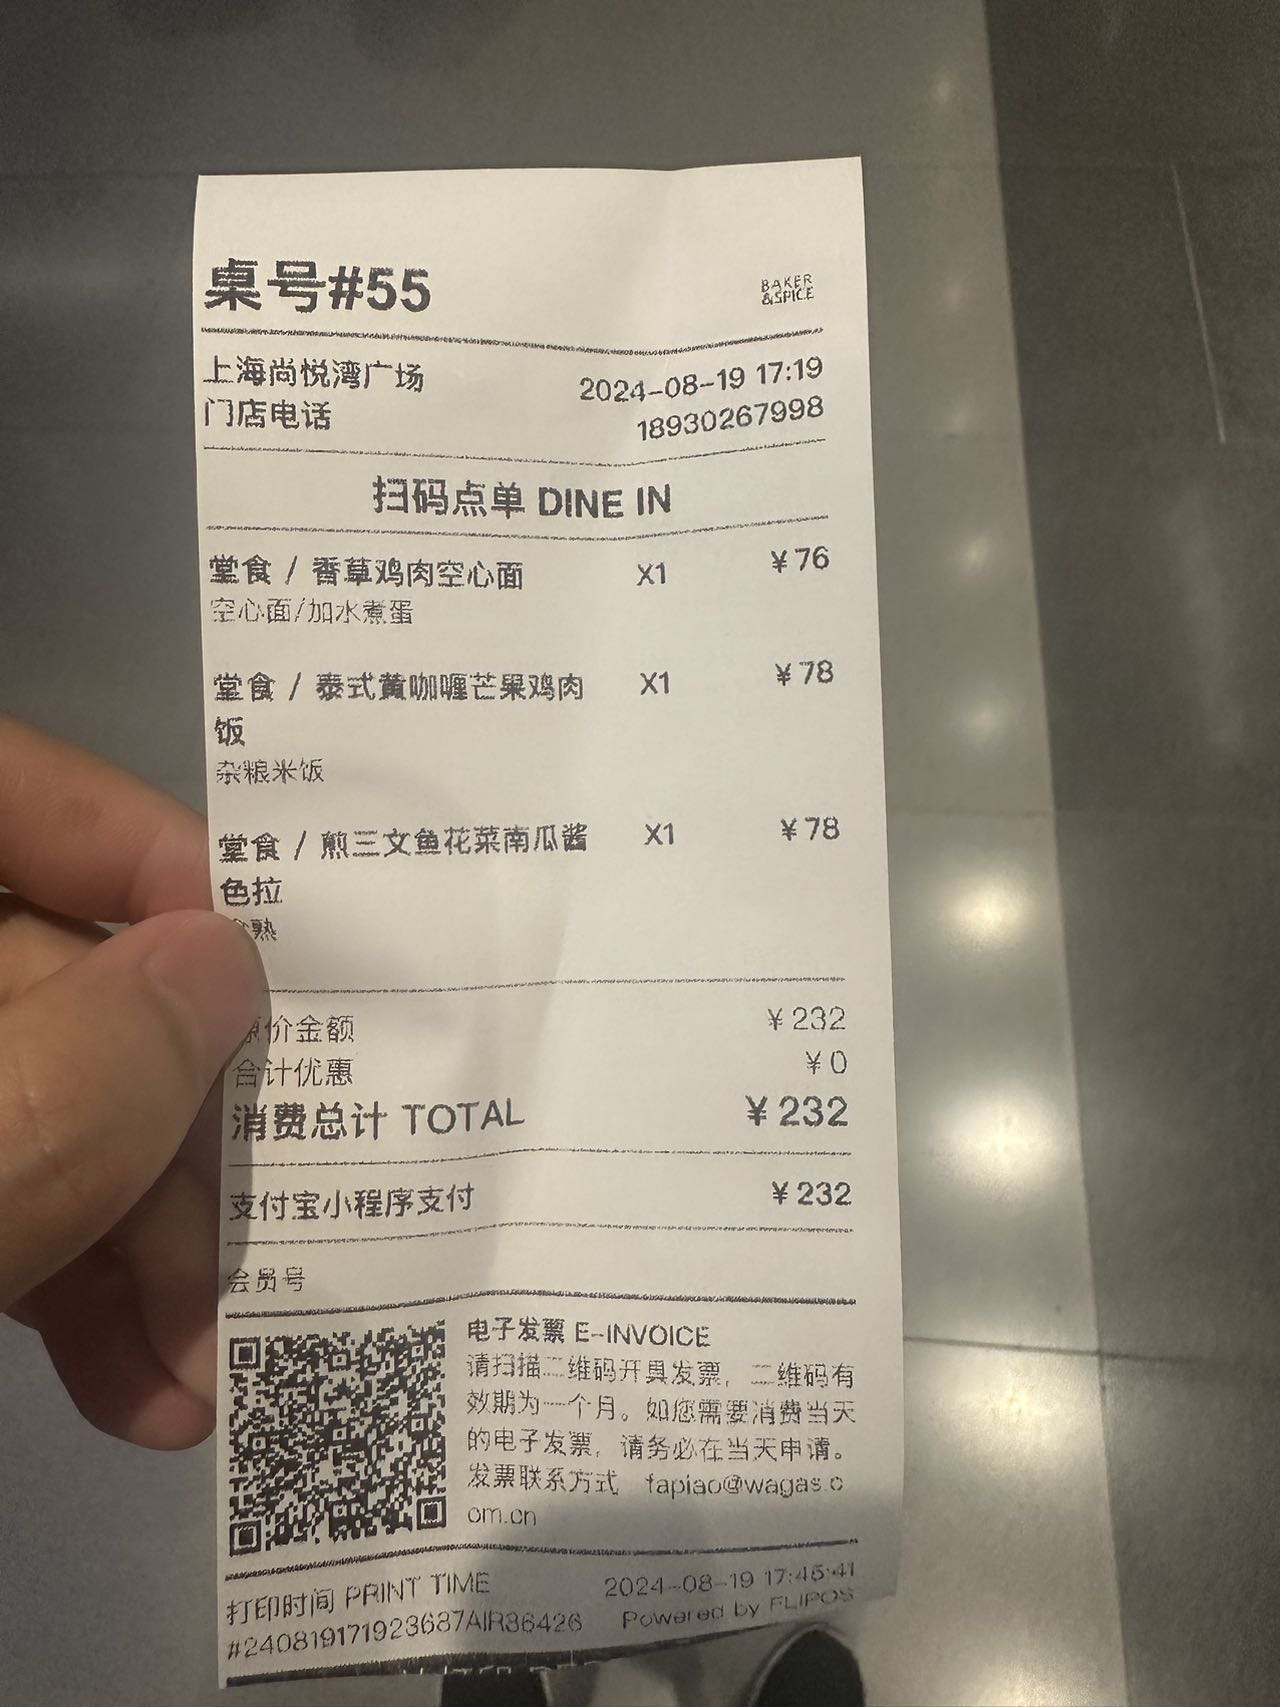 桌号#55
BAKER
&SPICE
上海尚悦湾广场 2024-08-19 17:19
门店电话 18930267998
扫码点单 DINE IN
堂食 / 香草鸡肉空心面 X1 ¥76
空心面/加水煮蛋
堂食 / 泰式黄咖喱芒果鸡肉 X1 ¥78
饭
杂粮米饭
堂食 / 煎三文鱼花菜南瓜酱 X1 ¥78
色拉
熟
价金额 ¥232
合计优惠 ¥0
消费总计 TOTAL ¥232
支付宝小程序支付 ¥232
会员号
电子发票 E-INVOICE
请扫描二维码开具发票，二维码有
效期为一个月。如您需要消费当天
的电子发票，请务必在当天申请。
发票联系方式 fapiao@wagas.c
om.cn
打印时间 PRINT TIME 2024-08-19 17:45:41
#240819171923687AIR36426 Powered by FLIPOS